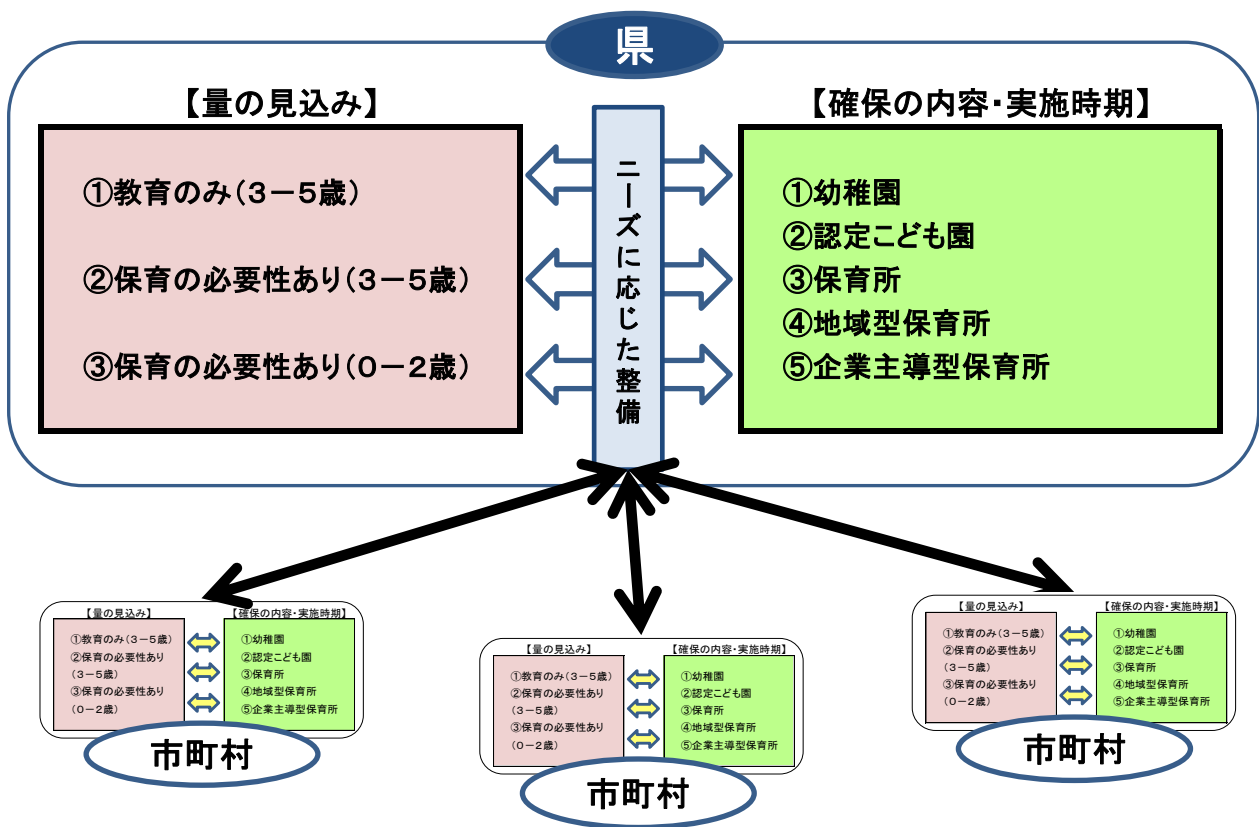 県
【量の見込み】
①教育のみ(3－5歳)
②保育の必要性あり(3－5歳)
③保育の必要性あり(0－2歳)
ニーズに応じた整備
【確保の内容・実施時期】
①幼稚園
②認定こども園
③保育所
④地域型保育所
⑤企業主導型保育所
【量の見込み】
①教育のみ(3－5歳)
②保育の必要性あり
(3－5歳)
③保育の必要性あり
(0－2歳)
【確保の内容・実施時期】
①幼稚園
②認定こども園
③保育所
④地域型保育所
⑤企業主導型保育所
市町村
【量の見込み】
①教育のみ(3－5歳)
②保育の必要性あり
(3－5歳)
③保育の必要性あり
(0－2歳)
【確保の内容・実施時期】
①幼稚園
②認定こども園
③保育所
④地域型保育所
⑤企業主導型保育所
市町村
【量の見込み】
①教育のみ(3－5歳)
②保育の必要性あり
(3－5歳)
③保育の必要性あり
(0－2歳)
【確保の内容・実施時期】
①幼稚園
②認定こども園
③保育所
④地域型保育所
⑤企業主導型保育所
市町村